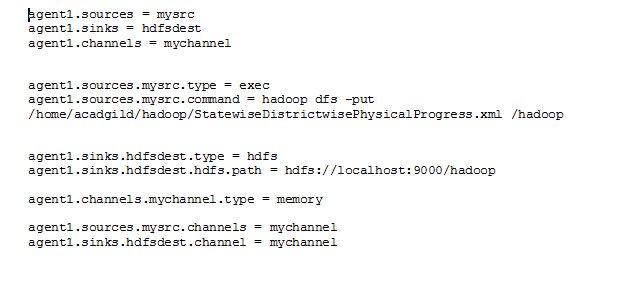 agent1.sources = mysrc
agent1.sinks = hdfsdest
agent1.channels = mychannel
agent1.sources.mysrc.type = exec
agent1.sources.mysrc.command = hadoop dfs -put
/home/acadgild/hadoop/StatewiseDistrictwisePhysicalProgress.xml /hadoop
agent1.sinks.hdfsdest.type = hdfs
agent1.sinks.hdfsdest.hdfs.path = hdfs://localhost:9000/hadoop
agent1.channels.mychannel.type = memory
agent1.sources.mysrc.channels = mychannel
agent1.sinks.hdfsdest.channel = mychannel